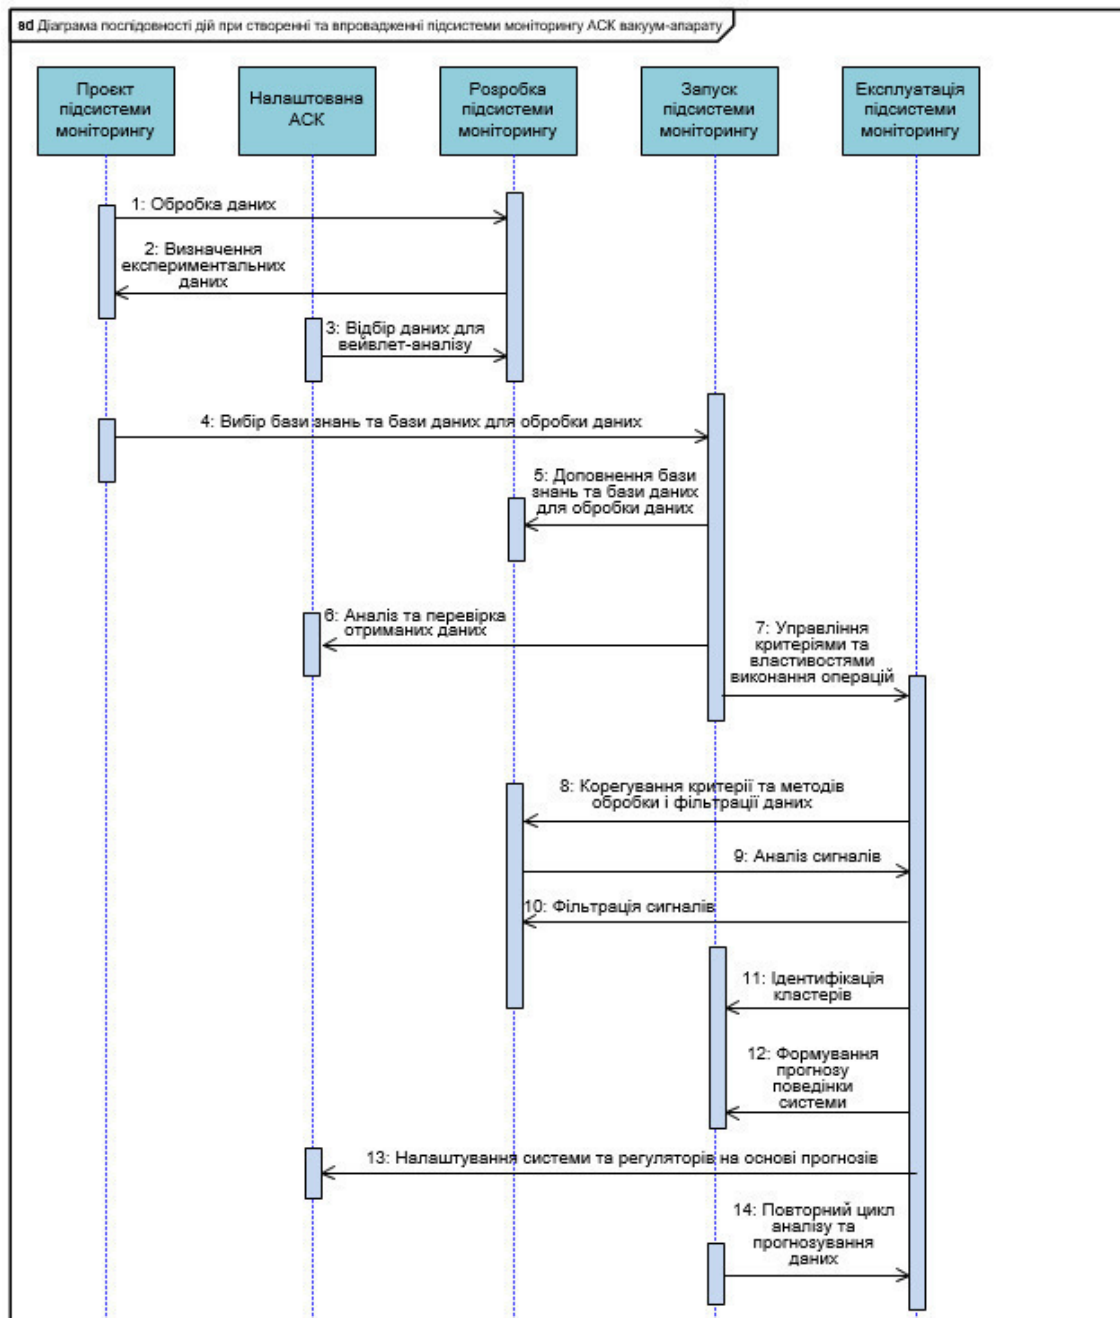 sd Діаграма послідовності дій при створенні та впровадженні підсистеми моніторингу АСК вакуум-апарату
Проєкт
підсистеми
моніторингу
Налаштована
АСК
Розробка
підсистеми
моніторингу
Запуск
підсистеми
моніторингу
Експлуатація
підсистеми
моніторингу
1: Обробка даних
2: Визначення
експериментальних
даних
3: Відбір даних для
вейвлет-аналізу
4: Вибір бази знань та бази даних для обробки даних
5: Доповнення бази
знань та бази даних
для обробки даних
6: Аналіз та перевірка
отриманих даних
7: Управління
критеріями та
властивостями
виконання операцій
8: Корегування критерії та методів
обробки і фільтрації даних
9: Аналіз сигналів
10: Фільтрація сигналів
11: Ідентифікація
кластерів
12: Формування
прогнозу
поведінки
системи
13: Налаштування системи та регуляторів на основі прогнозів
14: Повторний цикл
аналізу та
прогнозування
даних